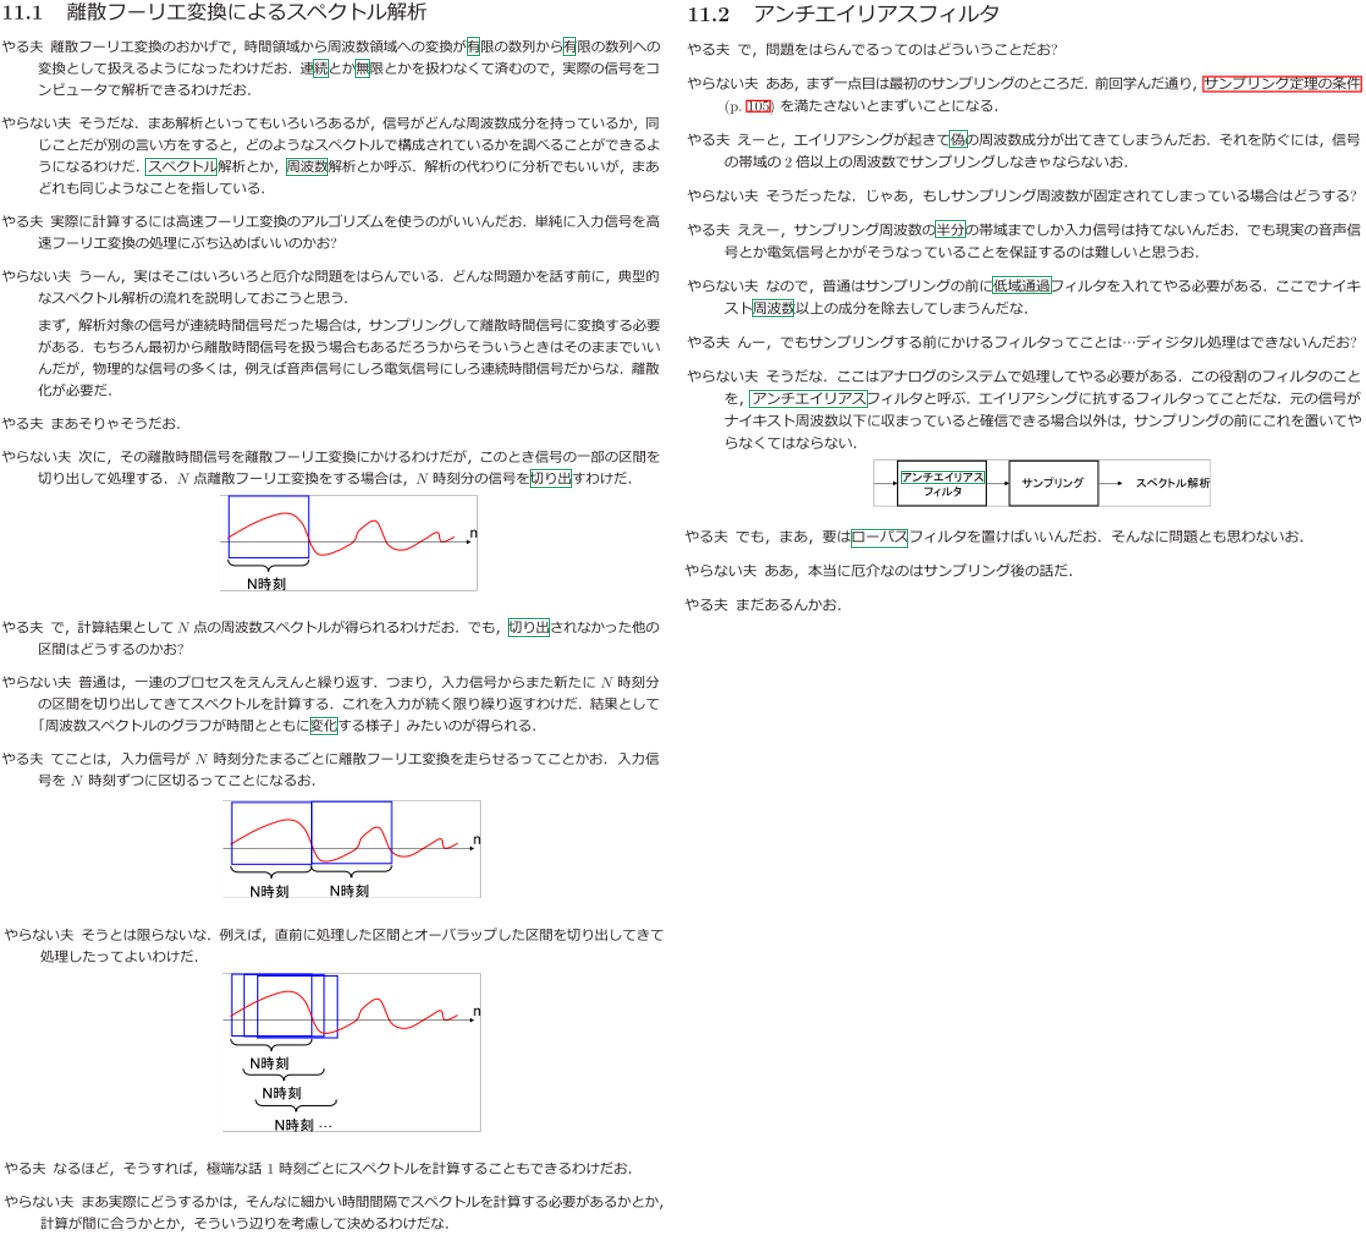 11.1 離散フーリエ変換によるスペクトル解析
やる夫 離散フーリエ変換のおかげで，時間領域から周波数領域への変換が有限の数列から有限の数列への
変換として扱えるようになったわけだお．連続とか無限とかを扱わなくて済むので，実際の信号をコ
ンピュータで解析できるわけだお．
やらない夫 そうだな．まあ解析といってもいろいろあるが，信号がどんな周波数成分を持っているか，同
じことだが別の言い方をすると，どのようなスペクトルで構成されているかを調べることができるよ
うになるわけだ．スペクトル解析とか，周波数解析とか呼ぶ．解析の代わりに分析でもいいが，まあ
どれも同じようなことを指している．
やる夫 実際に計算するには高速フーリエ変換のアルゴリズムを使うのがいいんだお．単純に入力信号を高
速フーリエ変換の処理にぶち込めばいいのかお?
やらない夫 うーん，実はそこはいろいろと厄介な問題をはらんでいる．どんな問題かを話す前に，典型的
なスペクトル解析の流れを説明しておこうと思う．
まず，解析対象の信号が連続時間信号だった場合は，サンプリングして離散時間信号に変換する必要
がある．もちろん最初から離散時間信号を扱う場合もあるだろうからそういうときはそのままでいい
んだが，物理的な信号の多くは，例えば音声信号にしろ電気信号にしろ連続時間信号だからな．離散
化が必要だ．
やる夫 まあそりゃそうだお．
やらない夫 次に，その離散時間信号を離散フーリエ変換にかけるわけだが，このとき信号の一部の区間を
切り出して処理する．N 点離散フーリエ変換をする場合は，N 時刻分の信号を切り出すわけだ．
n
N時刻
やる夫 で，計算結果として N 点の周波数スペクトルが得られるわけだお．でも，切り出されなかった他の
区間はどうするのかお?
やらない夫 普通は，一連のプロセスをえんえんと繰り返す．つまり，入力信号からまた新たに N 時刻分
の区間を切り出してきてスペクトルを計算する．これを入力が続く限り繰り返すわけだ．結果として
「周波数スペクトルのグラフが時間とともに変化する様子」みたいのが得られる．
やる夫 てことは，入力信号が N 時刻分たまるごとに離散フーリエ変換を走らせるってことかお．入力信
号を N 時刻ずつに区切るってことになるお．
n
N時刻 N時刻
やらない夫 そうとは限らないな．例えば，直前に処理した区間とオーバラップした区間を切り出してきて
処理したってよいわけだ．
n
N時刻
N時刻
N時刻 …
やる夫 なるほど，そうすれば，極端な話 1 時刻ごとにスペクトルを計算することもできるわけだお．
やらない夫 まあ実際にどうするかは，そんなに細かい時間間隔でスペクトルを計算する必要があるかとか，
計算が間に合うかとか，そういう辺りを考慮して決めるわけだな．
11.2 アンチエイリアスフィルタ
やる夫 で，問題をはらんでるってのはどういうことだお?
やらない夫 ああ，まず一点目は最初のサンプリングのところだ．前回学んだ通り，サンプリング定理の条件
(p. 105) を満たさないとまずいことになる．
やる夫 えーと，エイリアシングが起きて偽の周波数成分が出てきてしまうんだお．それを防ぐには，信号
の帯域の 2 倍以上の周波数でサンプリングしなきゃならないお．
やらない夫 そうだったな．じゃあ，もしサンプリング周波数が固定されてしまっている場合はどうする?
やる夫 ええー，サンプリング周波数の半分の帯域までしか入力信号は持てないんだお．でも現実の音声信
号とか電気信号とかがそうなっていることを保証するのは難しいと思うお．
やらない夫 なので，普通はサンプリングの前に低域通過フィルタを入れてやる必要がある．ここでナイキ
スト周波数以上の成分を除去してしまうんだな．
やる夫 んー，でもサンプリングする前にかけるフィルタってことは…ディジタル処理はできないんだお?
やらない夫 そうだな．ここはアナログのシステムで処理してやる必要がある．この役割のフィルタのこと
を，アンチエイリアスフィルタと呼ぶ．エイリアシングに抗するフィルタってことだな．元の信号が
ナイキスト周波数以下に収まっていると確信できる場合以外は，サンプリングの前にこれを置いてや
らなくてはならない．
アンチエイリアス
フィルタ
サンプリング
スペクトル解析
やる夫 でも，まあ，要はローパスフィルタを置けばいいんだお．そんなに問題とも思わないお．
やらない夫 ああ，本当に厄介なのはサンプリング後の話だ．
やる夫 まだあるんかお．